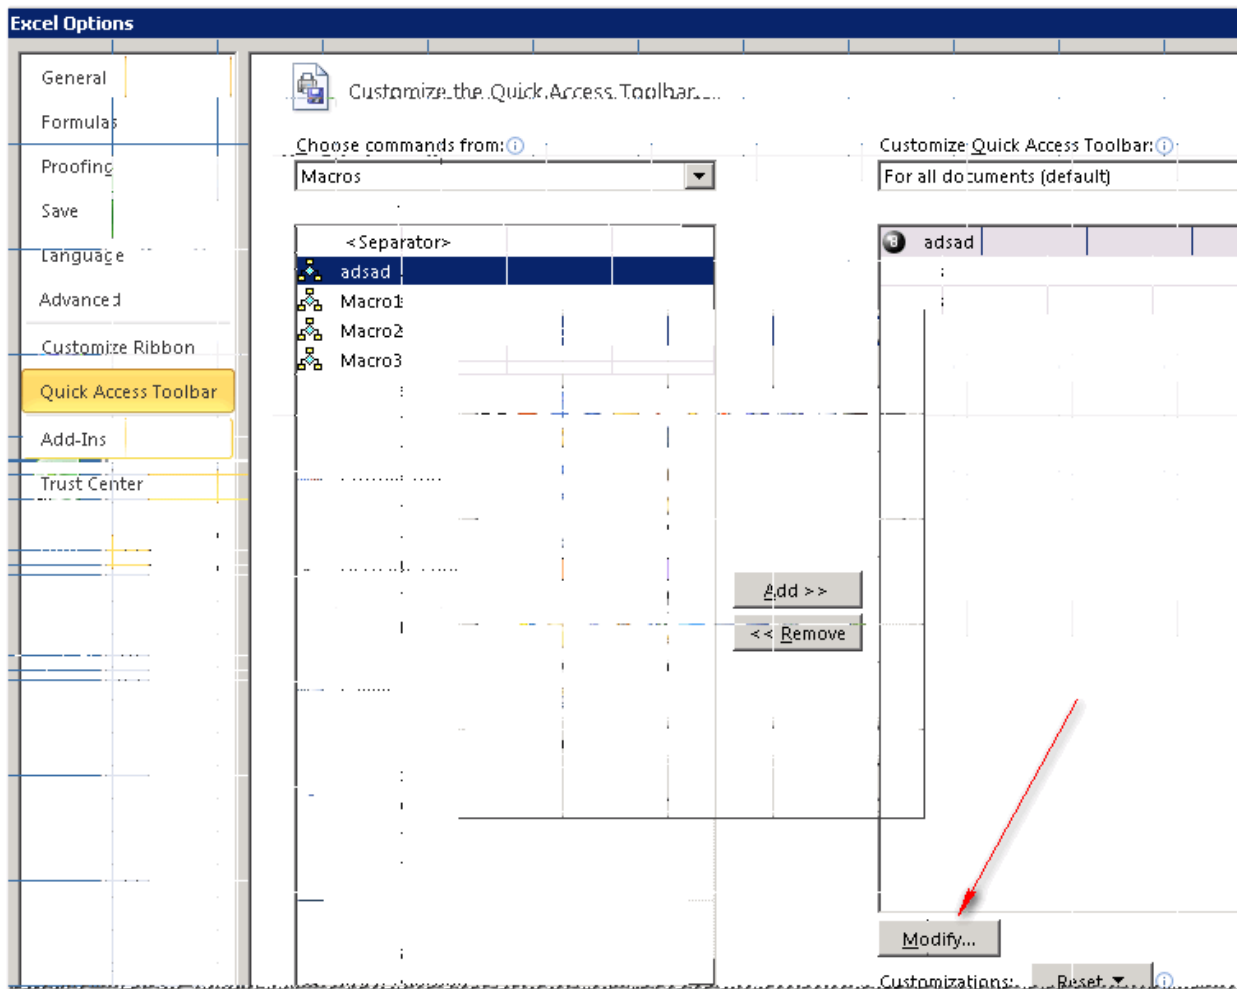 Excel Options
General
Formulas
Proofing
Save
Language
Advanced
Customize Ribbon
Quick Access Toolbar
Add-Ins
Trust Center
Customize the Quick Access Toolbar.
Choose commands from:
Macros
<Separator>
adsad
Macro1
Macro2
Macro3
Add >>
<< Remove
Customize Quick Access Toolbar:
For all documents (default)
adsad
Modify...
Customizations:
Reset